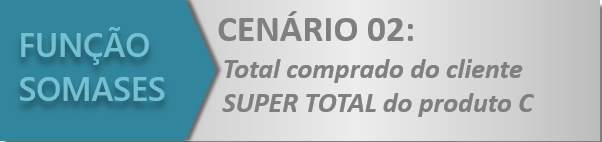 FUNÇÃO
SOMASES
CENÁRIO 02:
Total comprado do cliente
SUPER TOTAL do produto C